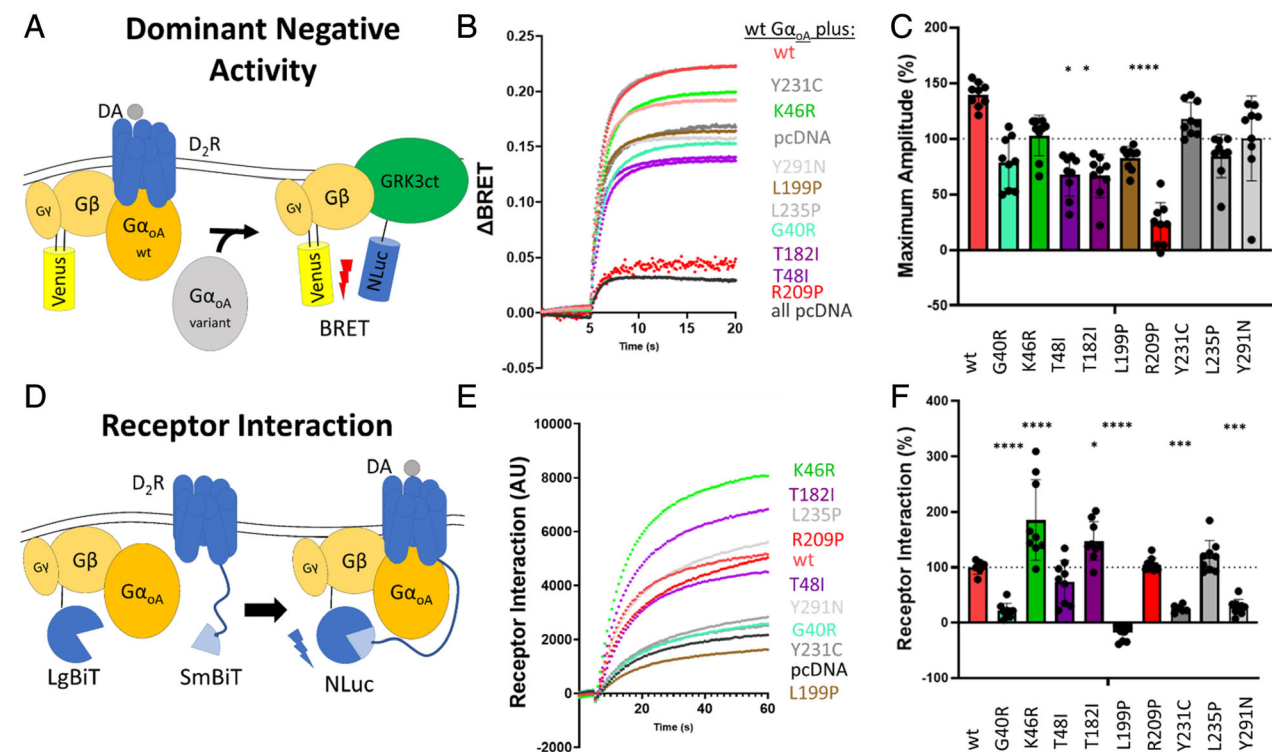 A
Dominant Negative
Activity
DA
D₂R
Gγ
Gβ
GαₒA
wt
Venus
GαₒA
variant
Gγ
Gβ
GRK3ct
Venus
NLuc
BRET
B
wt GαₒA plus:
wt
Y231C
K46R
pcDNA
Y291N
L199P
L235P
G40R
T182I
T48I
R209P
all pcDNA
ΔBRET
0.25
0.20
0.15
0.10
0.05
0.00
-0.05
5
10
15
20
Time (s)
C
Maximum Amplitude (%)
200
150
100
50
0
-50
* * ****
wt
G40R
K46R
T48I
T182I
L199P
R209P
Y231C
L235P
Y291N
D
Receptor Interaction
D₂R
DA
Gγ
Gβ
GαₒA
LgBiT
SmBiT
Gγ
Gβ
GαₒA
NLuc
E
Receptor Interaction (AU)
10000
8000
6000
4000
2000
0
-2000
20
40
60
Time (s)
K46R
T182I
L235P
R209P
wt
T48I
Y291N
G40R
Y231C
pcDNA
L199P
F
Receptor Interaction (%)
400
300
200
100
0
-100
**** **** * **** *** ***
wt
G40R
K46R
T48I
T182I
L199P
R209P
Y231C
L235P
Y291N